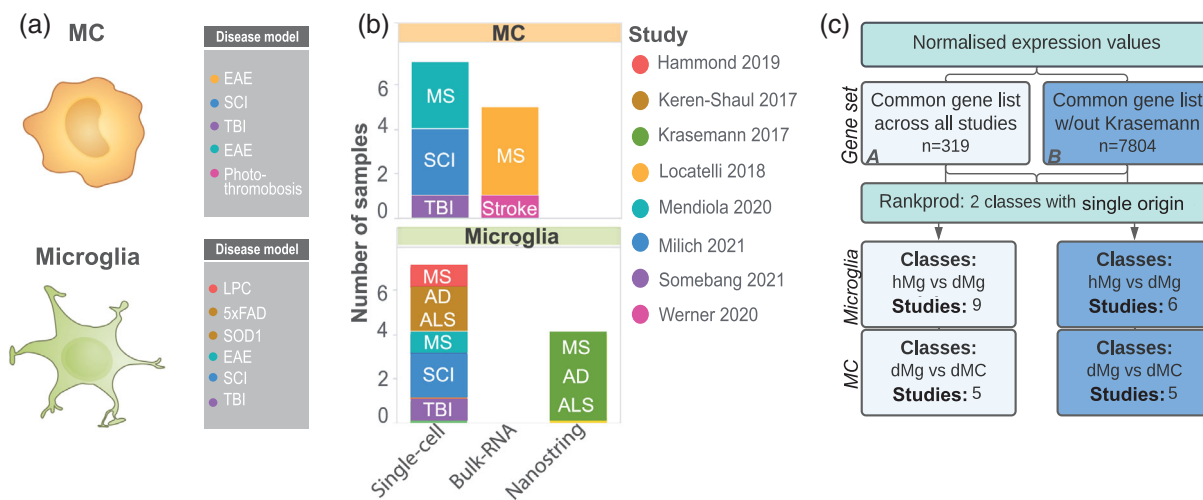 (a)
MC
Disease model
EAE
SCI
TBI
EAE
Photo-
thrombobosis
Microglia
Disease model
LPC
5xFAD
SOD1
EAE
SCI
TBI
(b)
Number of samples
MC
6
4
2
0
MS
SCI
TBI
MS
Stroke
Microglia
6
4
2
0
MS
AD
ALS
MS
SCI
TBI
MS
AD
ALS
Single-cell
Bulk-RNA
Nanostring
Study
Hammond 2019
Keren-Shaul 2017
Krasemann 2017
Locatelli 2018
Mendiola 2020
Milich 2021
Somebang 2021
Werner 2020
(c)
Normalised expression values
Gene set
Common gene list
across all studies
n=319
A
Common gene list
w/out Krasemann
n=7804
B
Rankprod: 2 classes with single origin
Microglia
Classes:
hMg vs dMg
Studies: 9
Classes:
hMg vs dMg
Studies: 6
MC
Classes:
dMg vs dMC
Studies: 5
Classes:
dMg vs dMC
Studies: 5